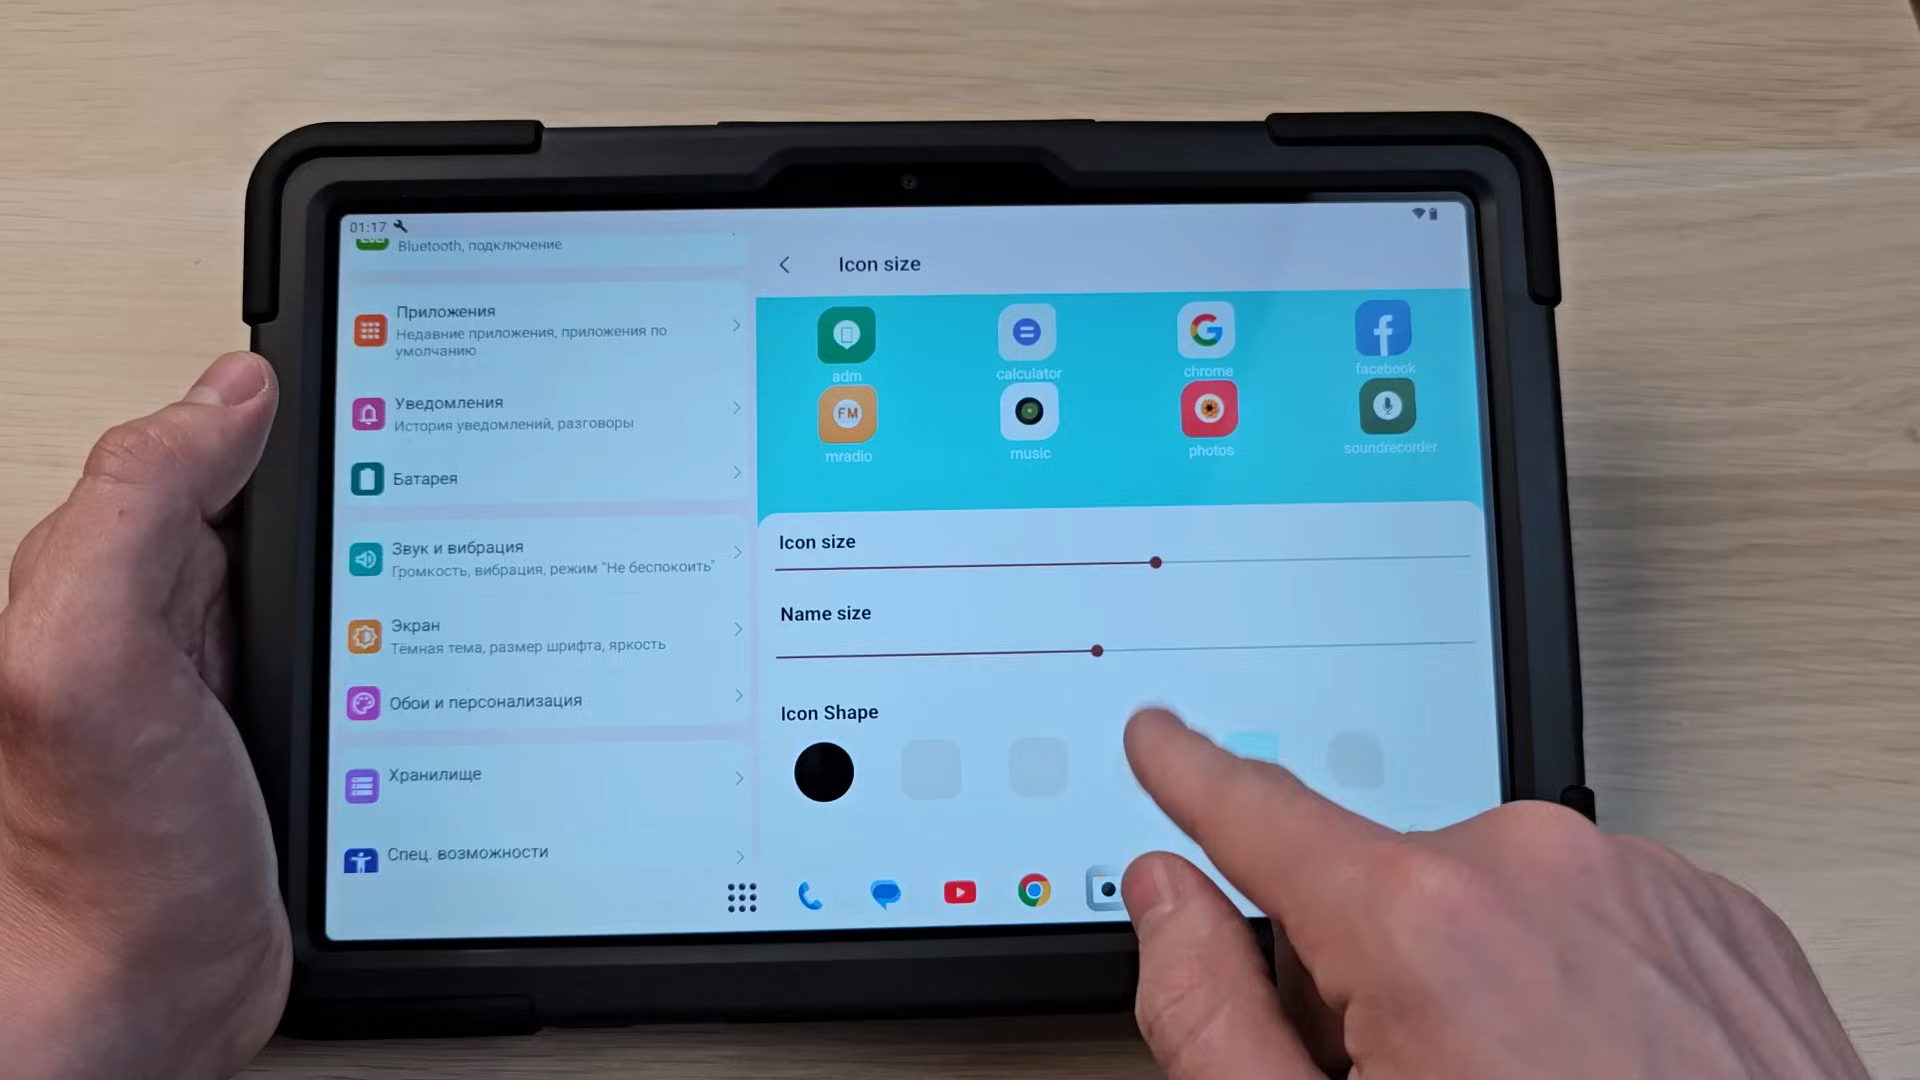 01:17
Bluetooth, подключение
Приложения
Недавние приложения, приложения по
умолчанию
Уведомления
История уведомлений, разговоры
Батарея
Звук и вибрация
Громкость, вибрация, режим "Не беспокоить"
Экран
Тёмная тема, размер шрифта, яркость
Обои и персонализация
Хранилище
Спец. возможности
Icon size
adm
calculator
chrome
facebook
FM
mradio
music
photos
soundrecorder
Icon size
Name size
Icon Shape